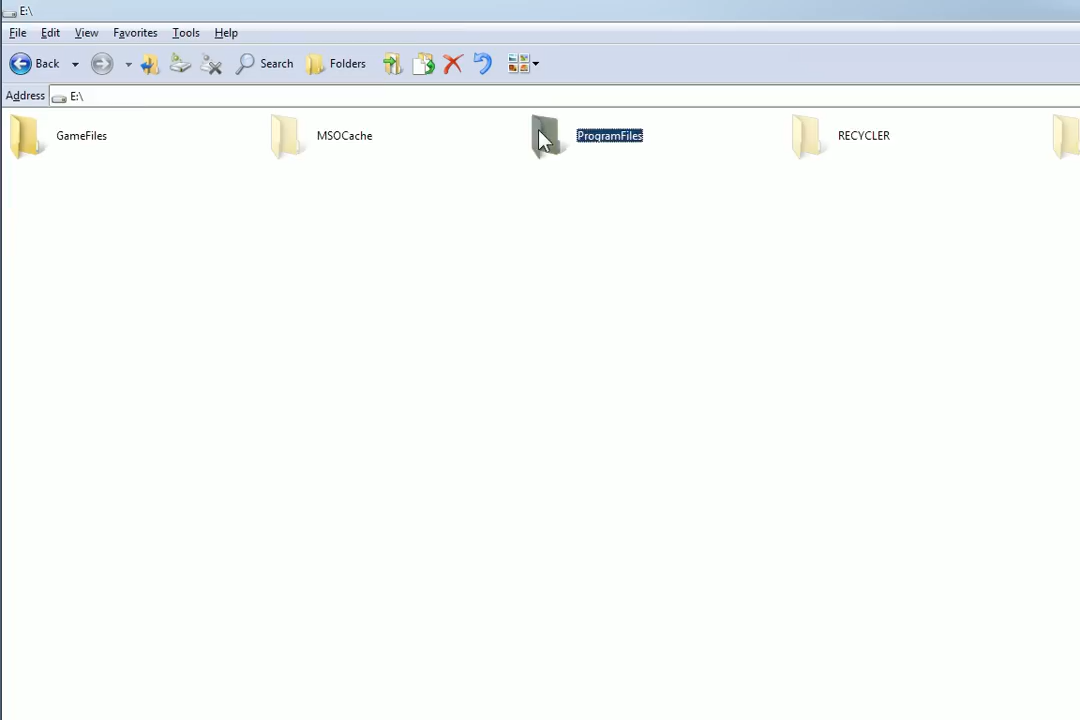 E:\
File Edit View Favorites Tools Help
Back Search Folders
Address E:\
GameFiles MSOCache ProgramFiles RECYCLER